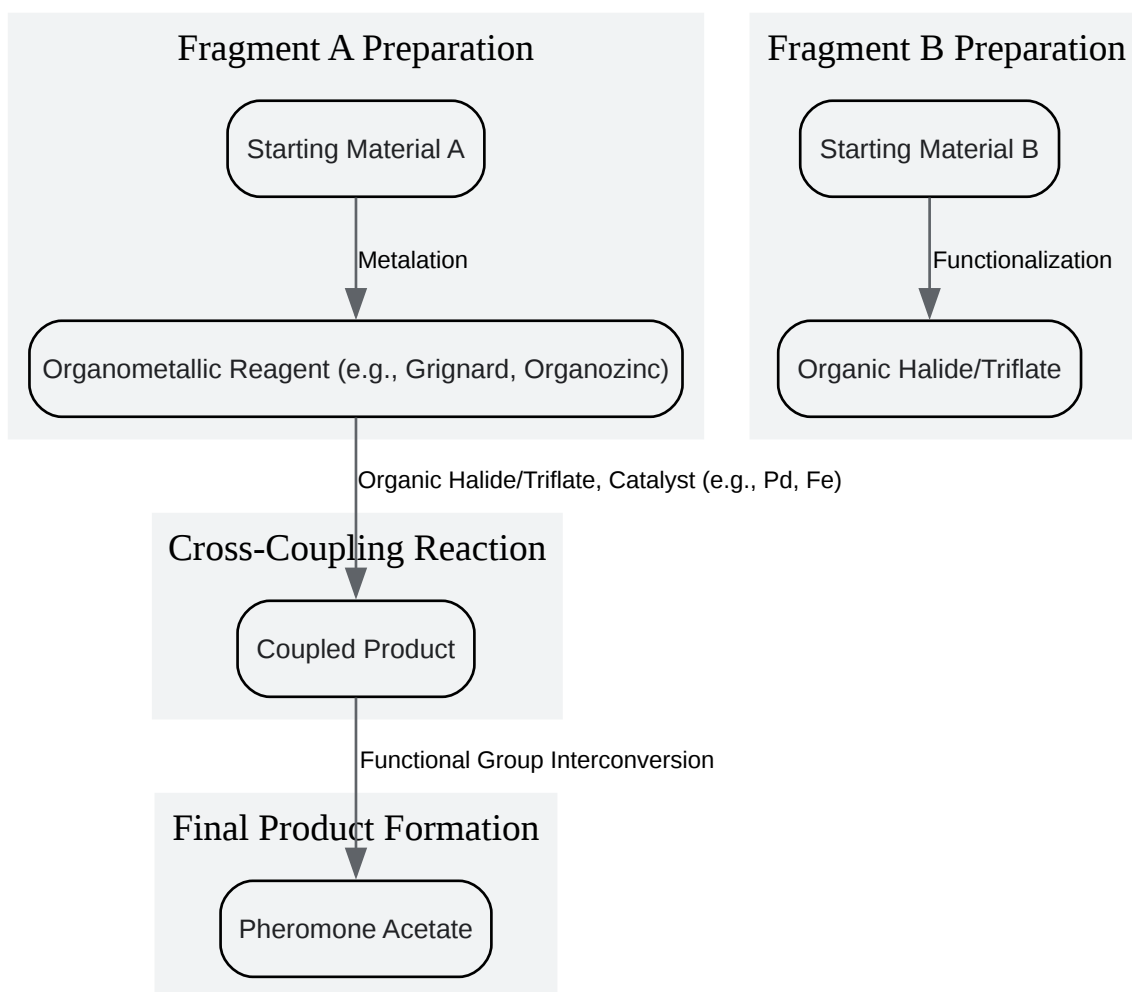 Fragment A Preparation
Starting Material A
Metalation
Organometallic Reagent (e.g., Grignard, Organozinc)
Fragment B Preparation
Starting Material B
Functionalization
Organic Halide/Triflate
Organic Halide/Triflate, Catalyst (e.g., Pd, Fe)
Cross-Coupling Reaction
Coupled Product
Functional Group Interconversion
Final Product Formation
Pheromone Acetate